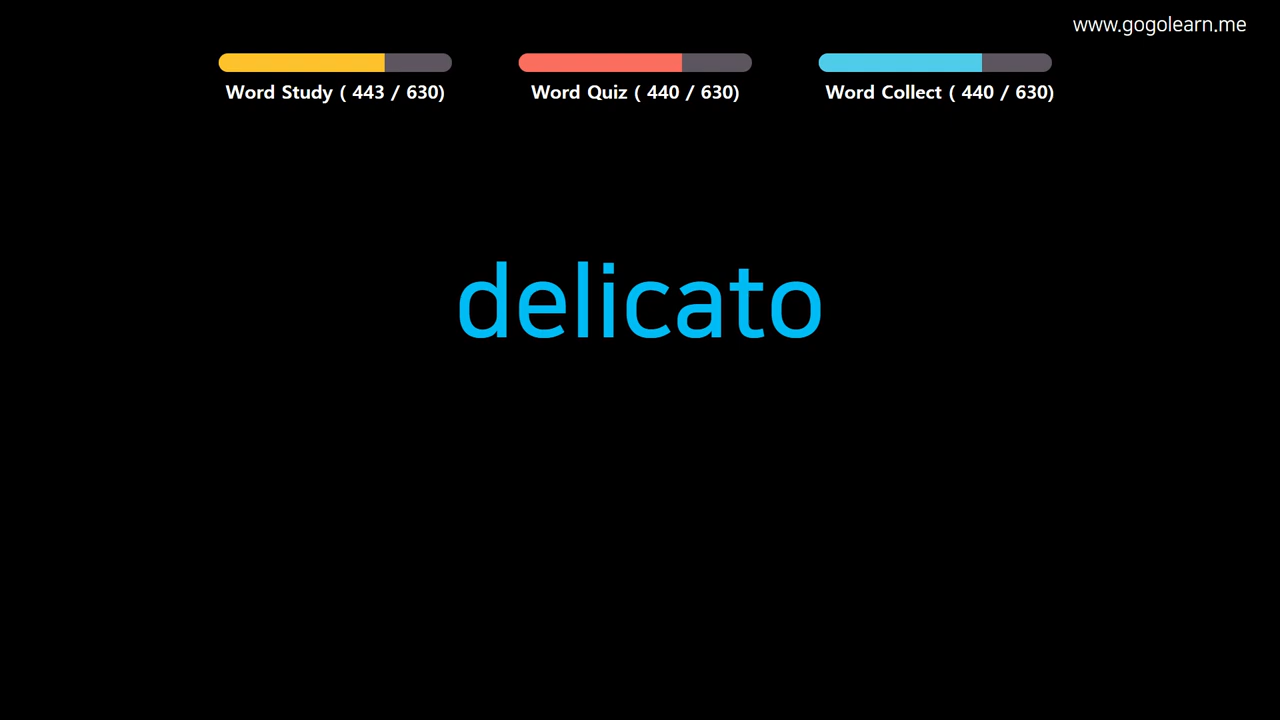 www.gogolearn.me
Word Study ( 443 / 630)
Word Quiz ( 440 / 630)
Word Collect ( 440 / 630)
delicato